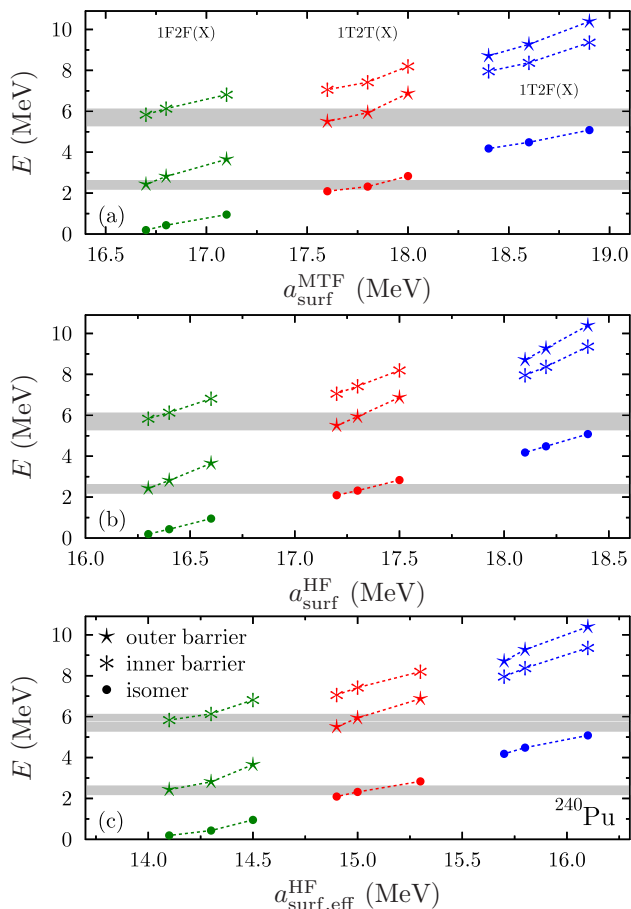 1F2F(X)
1T2T(X)
1T2F(X)
E (MeV)
10
8
6
4
2
0
(a)
16.5 17.0 17.5 18.0 18.5 19.0
a_surf^MTF (MeV)
E (MeV)
10
8
6
4
2
0
(b)
16.0 16.5 17.0 17.5 18.0 18.5
a_surf^HF (MeV)
E (MeV)
10
8
6
4
2
0
outer barrier
inner barrier
isomer
(c)
²⁴⁰Pu
14.0 14.5 15.0 15.5 16.0
a_surf,eff^HF (MeV)